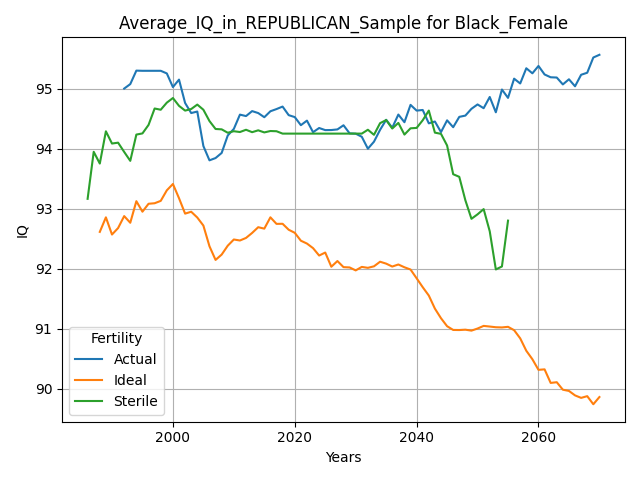 Average_IQ_in_REPUBLICAN_Sample for Black_Female
IQ
95
94
93
92
91
90
Fertility
Actual
Ideal
Sterile
2000
2020
2040
2060
Years